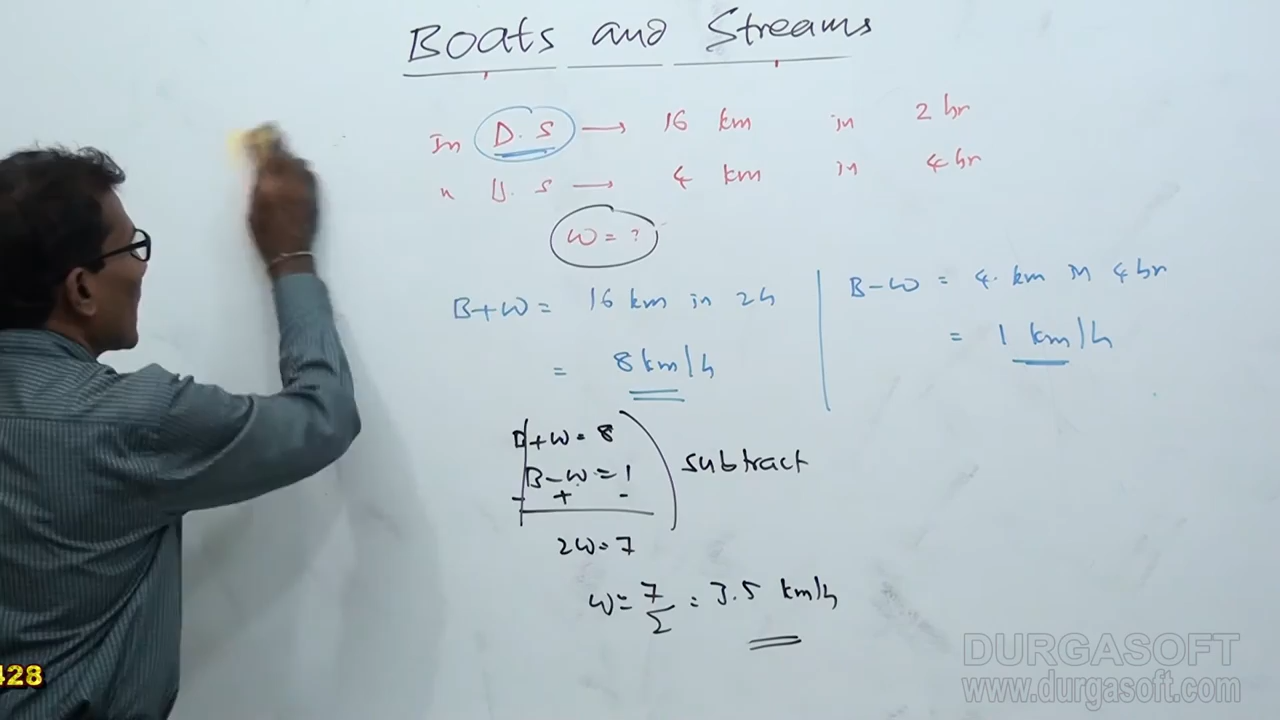 Boats and Streams
In D.S → 16 km in 2 hr
" U.S → 4 km in 4 hr
W = ?
B+W = 16 km in 2h
= 8 km/h
B-W = 4 km in 4 hr
= 1 km/h
B+W = 8
B-W = 1
- + -
subtract
2W = 7
W = 7/2 = 3.5 km/h
428
DURGASOFT
www.durgasoft.com